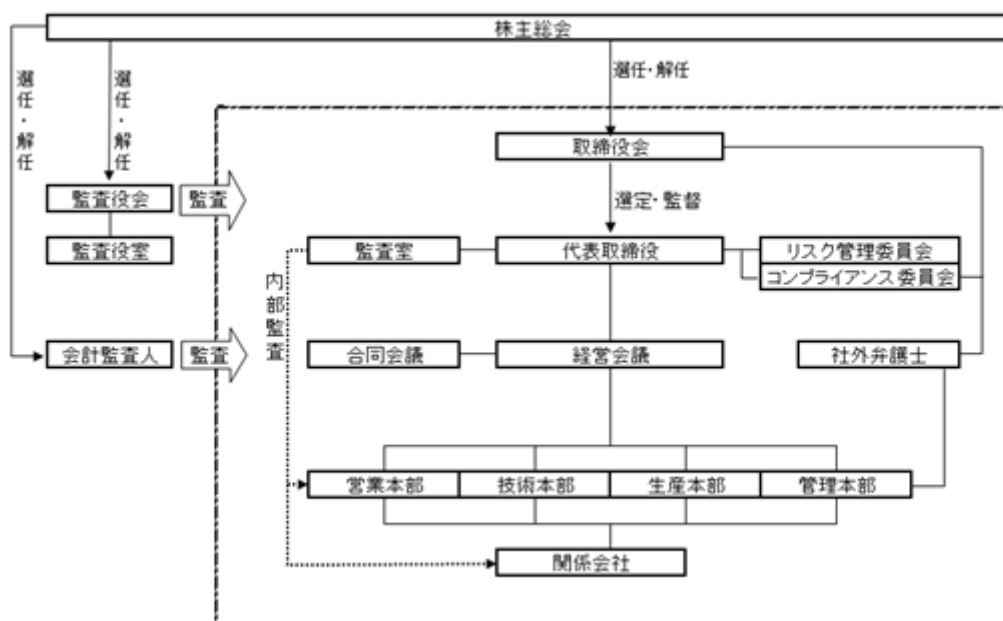 株主総会
選任・解任
選任・解任
選任・解任
取締役会
監査役会
監査
選定・監督
監査役室
監査室
代表取締役
リスク管理委員会
コンプライアンス委員会
内部監査
会計監査人
監査
合同会議
経営会議
社外弁護士
営業本部
技術本部
生産本部
管理本部
関係会社